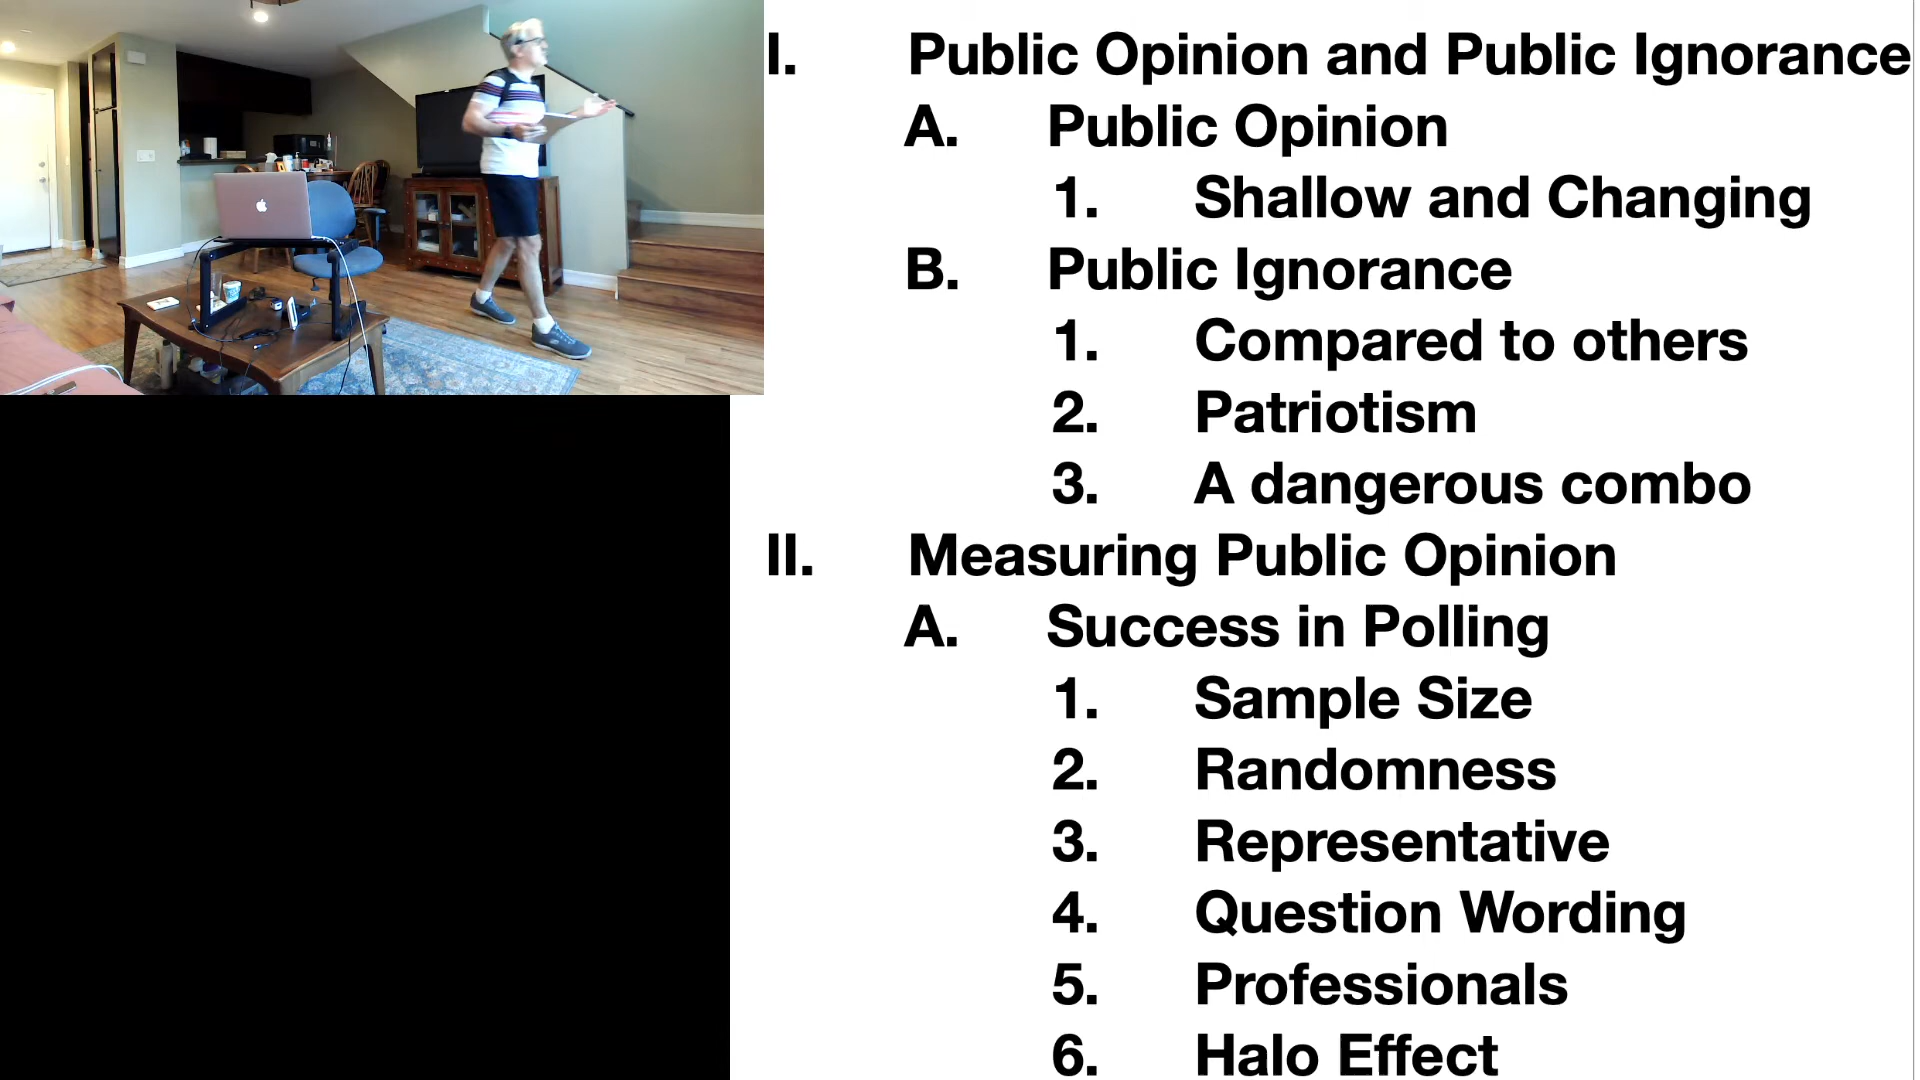 I. Public Opinion and Public Ignorance
A. Public Opinion
1. Shallow and Changing
B. Public Ignorance
1. Compared to others
2. Patriotism
3. A dangerous combo
II. Measuring Public Opinion
A. Success in Polling
1. Sample Size
2. Randomness
3. Representative
4. Question Wording
5. Professionals
6. Halo Effect